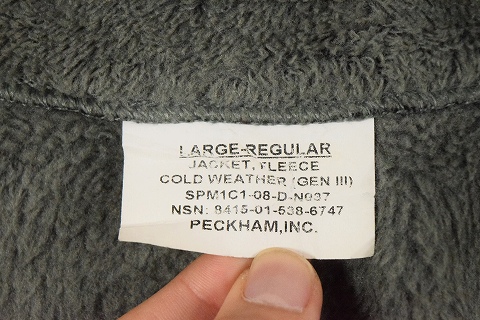 LARGE-REGULAR
JACKET, FLEECE
COLD WEATHER (GEN III)
SPM1C1-08-D-N037
NSN: 8415-01-538-6747
PECKHAM, INC.